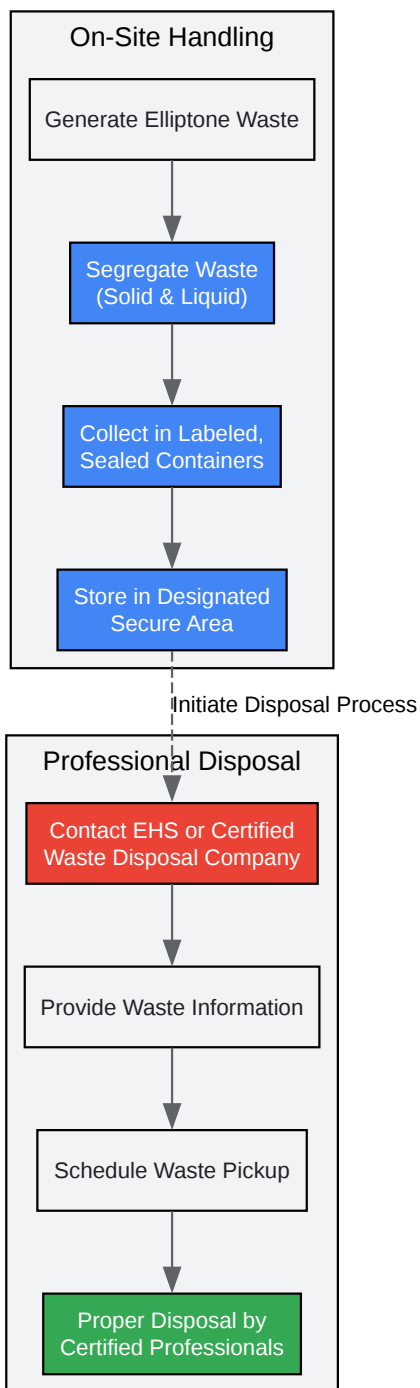 On-Site Handling
Generate Elliptone Waste
Segregate Waste
(Solid & Liquid)
Collect in Labeled,
Sealed Containers
Store in Designated
Secure Area
Initiate Disposal Process
Professional Disposal
Contact EHS or Certified
Waste Disposal Company
Provide Waste Information
Schedule Waste Pickup
Proper Disposal by
Certified Professionals